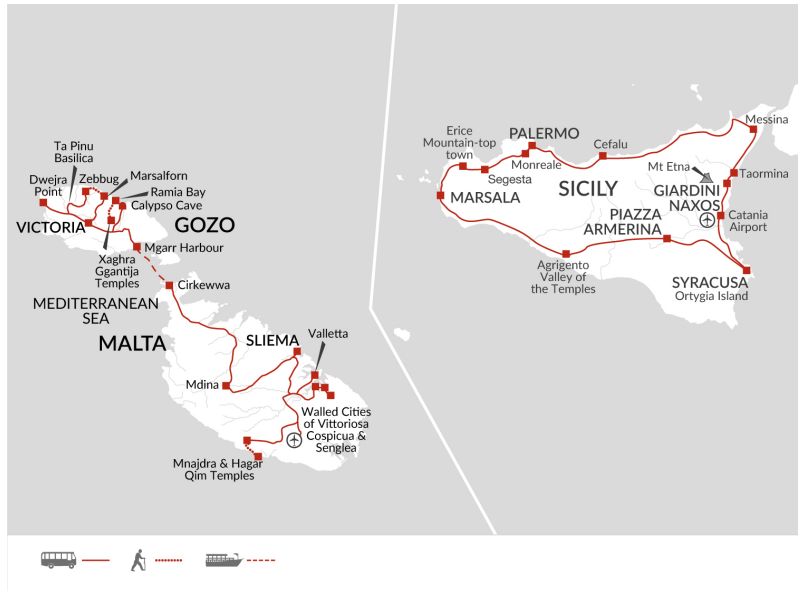 Ta Pinu
Basilica
Dwejra
Point
Zebbug
Marsalforn
Ramia Bay
Calypso Cave
VICTORIA
GOZO
Xaghra
Ggantija
Temples
Mgarr Harbour
Cirkewwa
MEDITERRANEAN
SEA
MALTA
SLIEMA
Valletta
Mdina
Walled Cities
of Vittoriosa
Cospicua &
Senglea
Mnajdra & Hagar
Qim Temples
Erice
Mountain-top
town
PALERMO
Monreale
Segesta
Cefalu
Messina
MARSALA
SICILY
Mt Etna
Taormina
GIARDINI
NAXOS
PIAZZA
ARMERINA
Catania
Airport
Agrigento
Valley of
the Temples
SYRACUSA
Ortygia Island